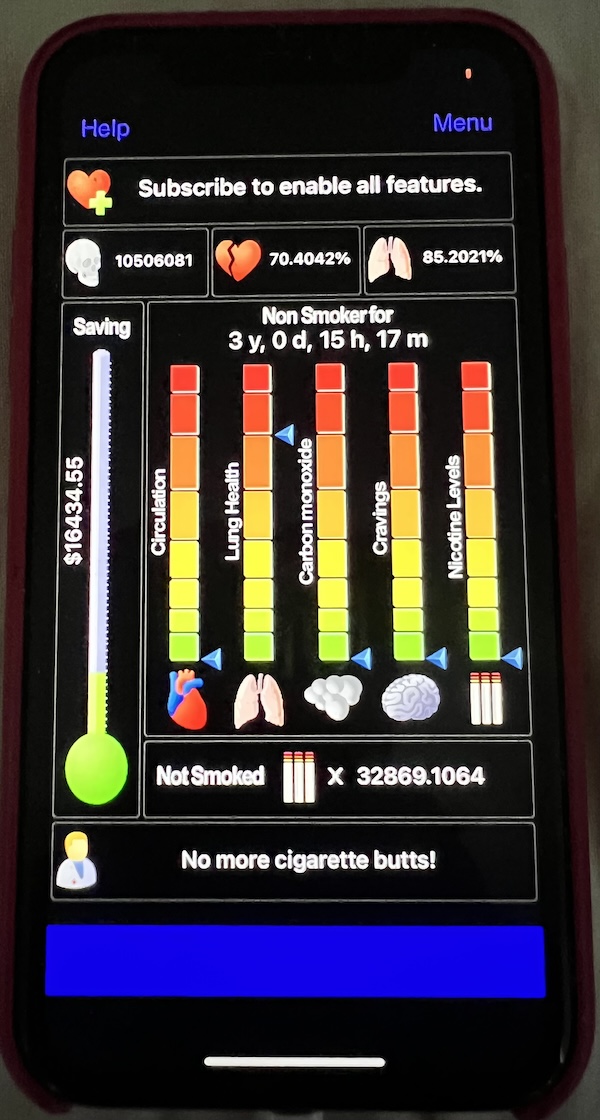 Help
Menu
Subscribe to enable all features.
10506081
70.4042%
85.2021%
Saving
$16434.55
Non Smoker for
3 y, 0 d, 15 h, 17 m
Circulation
Lung Health
Carbon monoxide
Cravings
Nicotine Levels
Not Smoked X 32869.1064
No more cigarette butts!